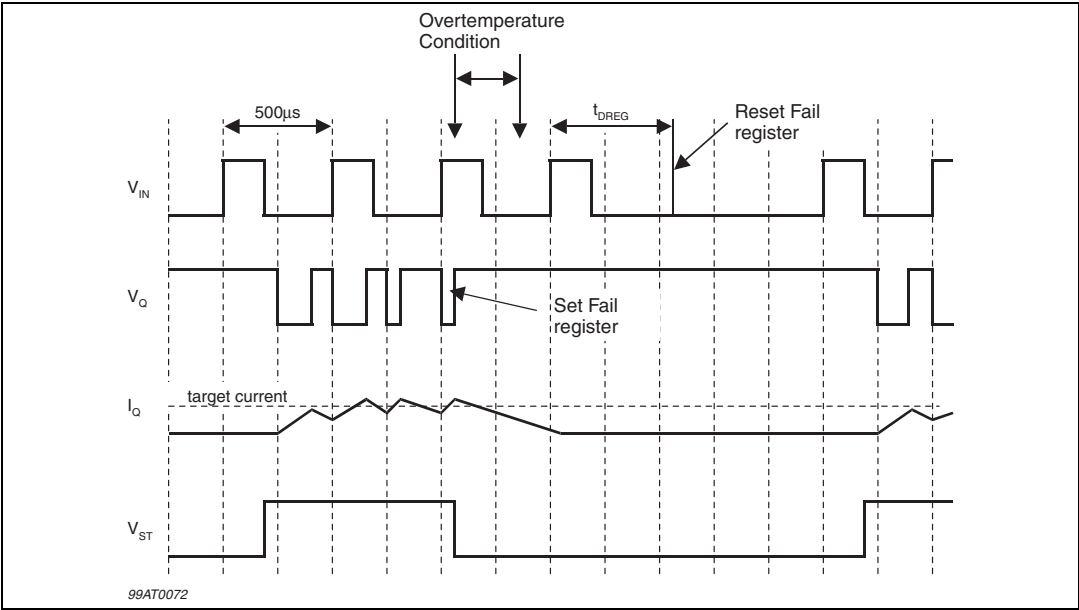 Overtemperature
Condition
500μs
tDREG
Reset Fail
register
VIN
VQ
Set Fail
register
target current
IQ
VST
99AT0072